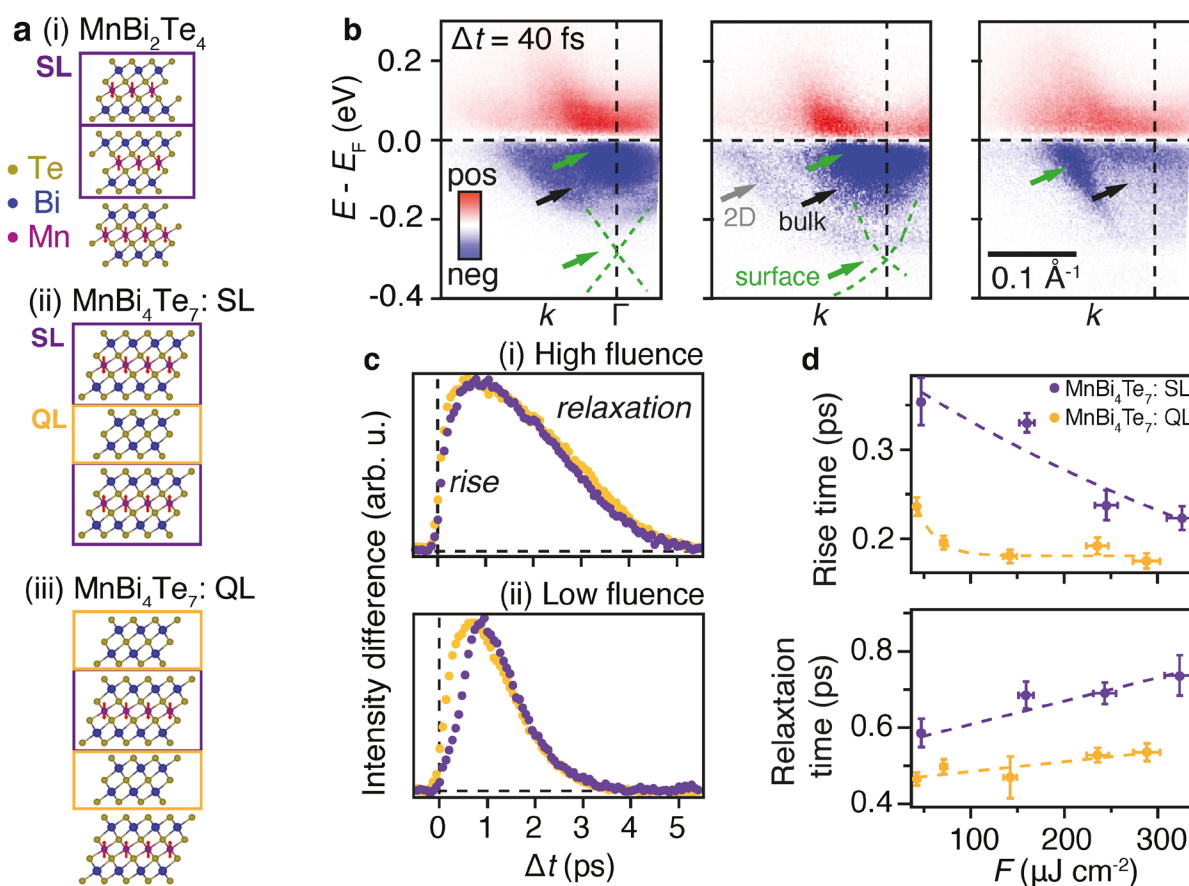 a (i) MnBi₂Te₄
SL
Te
Bi
Mn
(ii) MnBi₄Te₇: SL
SL
QL
(iii) MnBi₄Te₇: QL
b
Δt = 40 fs
E - E_F (eV)
0.2
0.0
-0.2
-0.4
pos
neg
2D
bulk
surface
0.1 Å⁻¹
k
Γ
k
k
c
(i) High fluence
relaxation
rise
(ii) Low fluence
Intensity difference (arb. u.)
0 1 2 3 4 5
Δt (ps)
d
MnBi₄Te₇: SL
MnBi₄Te₇: QL
Rise time (ps)
0.3
0.2
Relaxtaion
time (ps)
0.8
0.6
0.4
100 200 300
F (μJ cm⁻²)